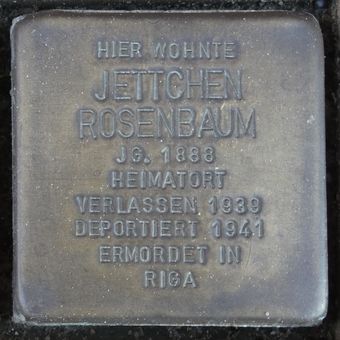 HIER WOHNTE
JETTCHEN
ROSENBAUM
JG. 1888
HEIMATORT
VERLASSEN 1939
DEPORTIERT 1941
ERMORDET IN
RIGA